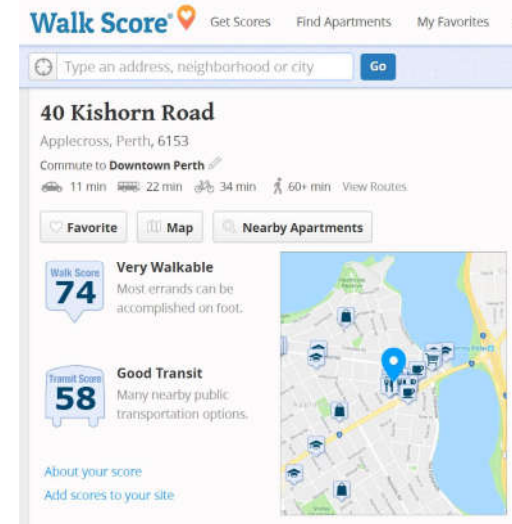 Walk Score® Get Scores Find Apartments My Favorites
Type an address, neighborhood or city Go
40 Kishorn Road
Applecross, Perth, 6153
Commute to Downtown Perth
11 min 22 min 34 min 60+ min View Routes
Favorite Map Nearby Apartments
Walk Score
74
Very Walkable
Most errands can be
accomplished on foot.
Transit Score
58
Good Transit
Many nearby public
transportation options.
About your score
Add scores to your site